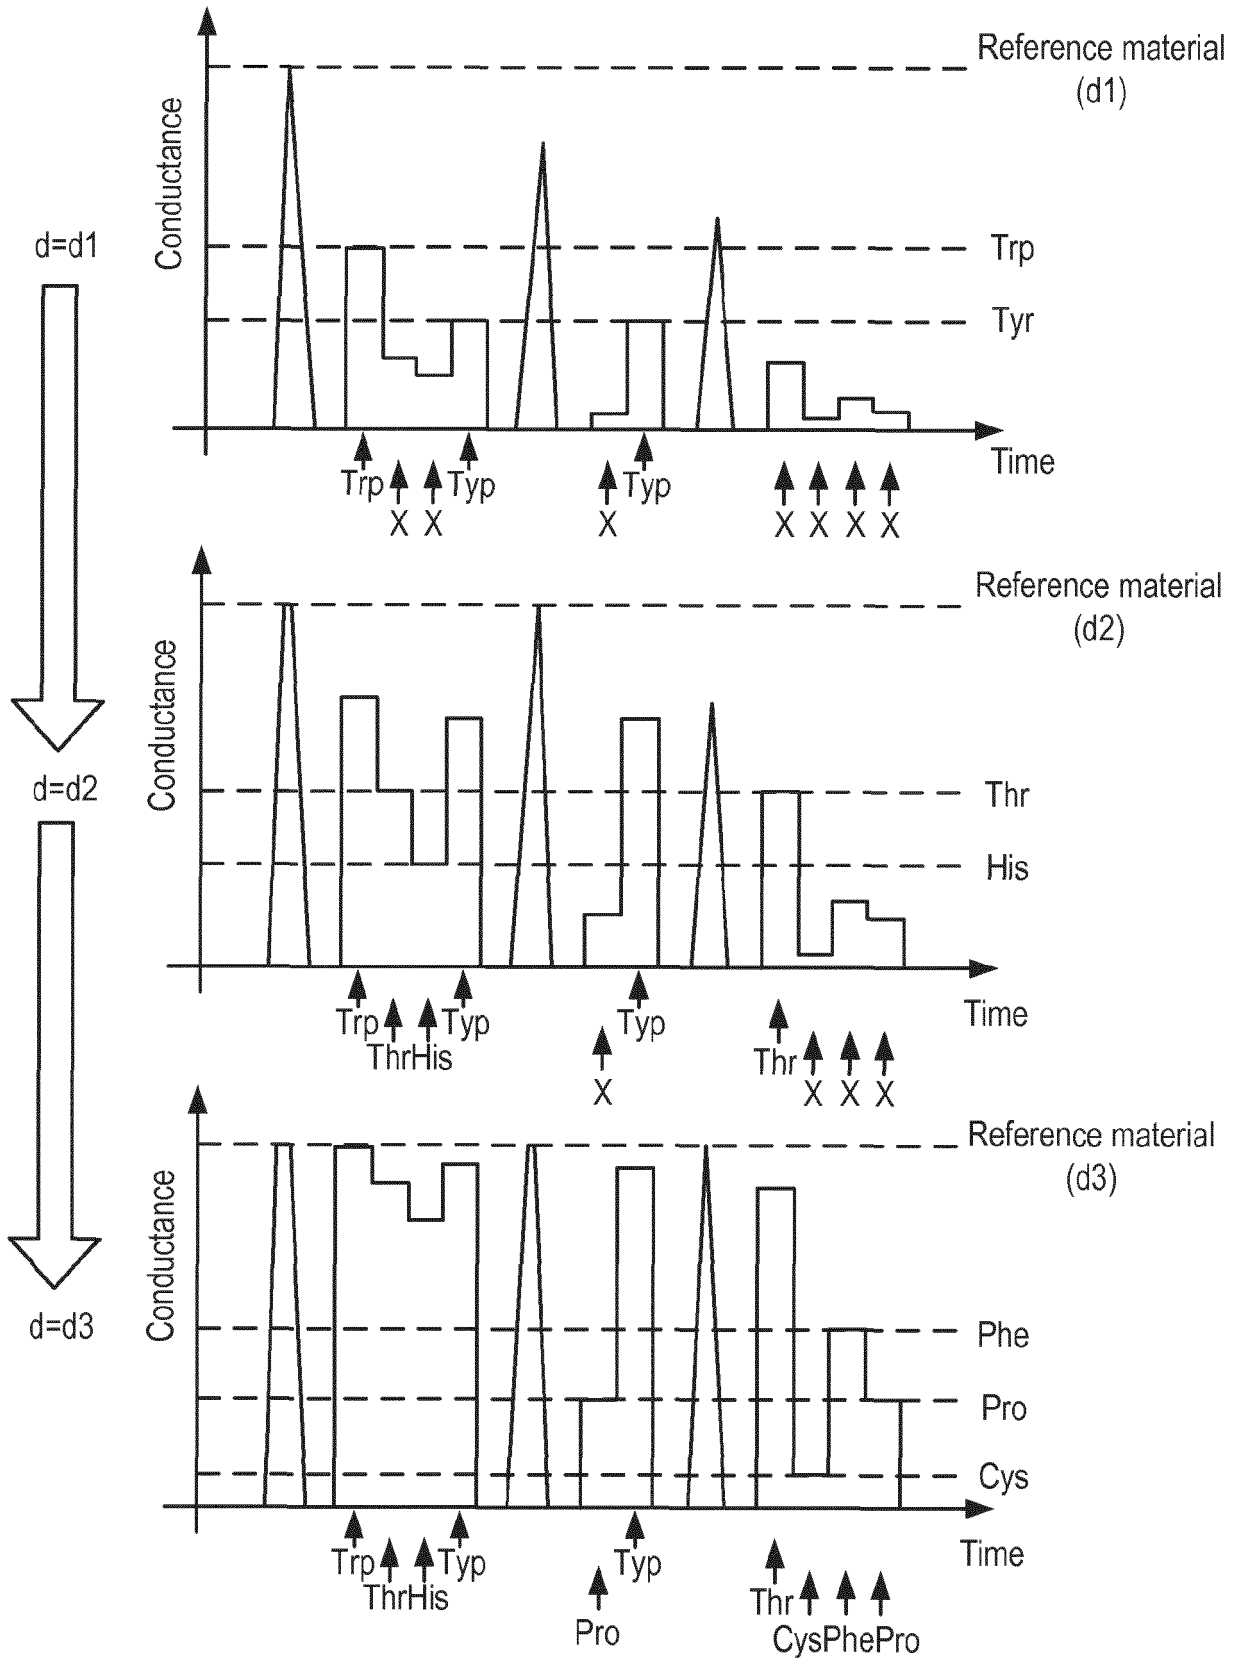 Reference material
(d1)
Conductance
d=d1
Trp
Tyr
Time
Trp Typ Typ
X X X X X X X
Reference material
(d2)
Conductance
d=d2
Thr
His
Time
Trp Typ Typ
ThrHis Thr
X X X X
Reference material
(d3)
Conductance
d=d3
Phe
Pro
Cys
Time
Trp Typ Typ
ThrHis Thr
Pro CysPhePro